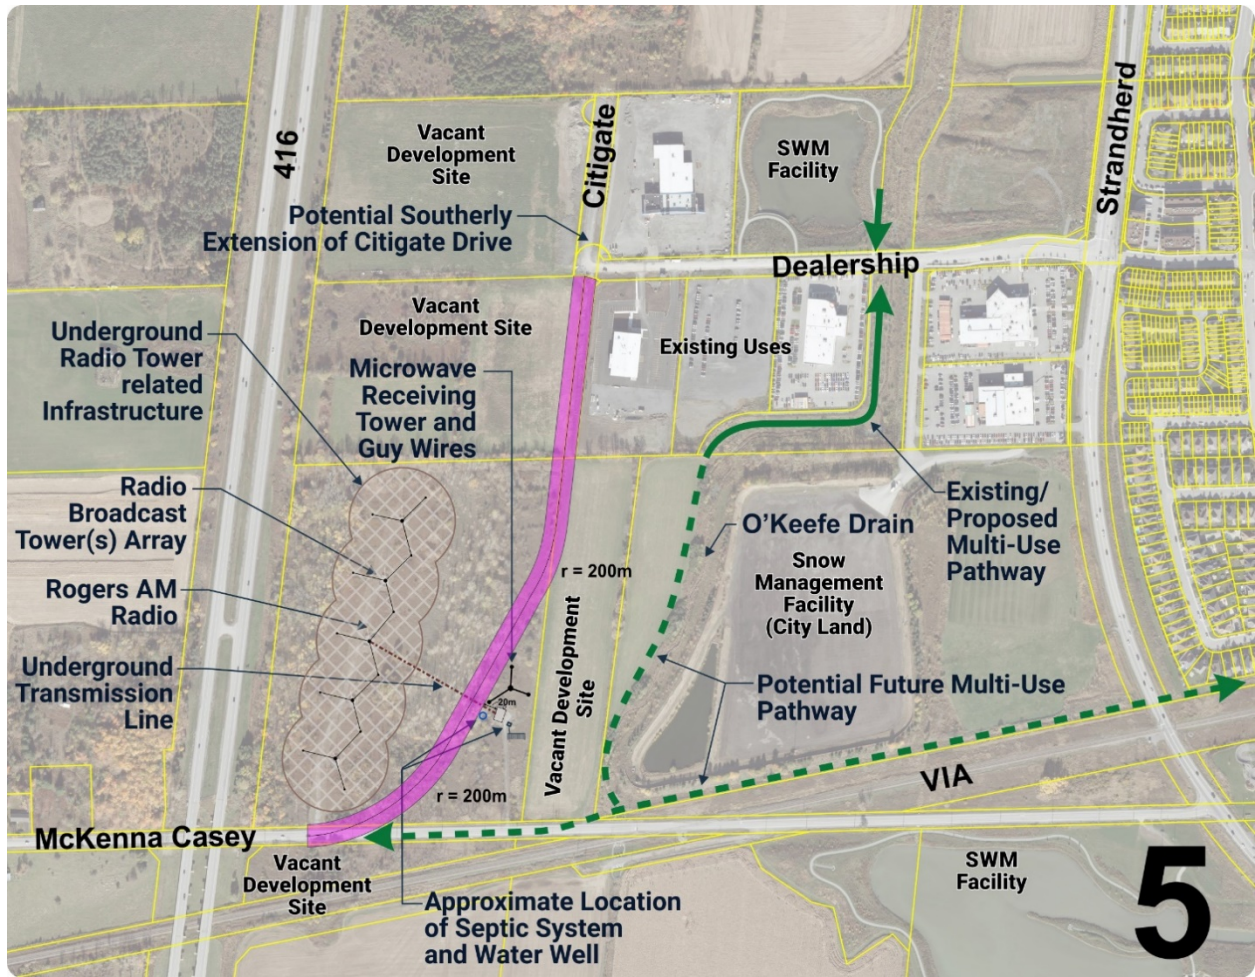 416
Vacant
Development
Site
Citigate
SWM
Facility
Strandherd
Potential Southerly
Extension of Citigate Drive
Dealership
Vacant
Development Site
Underground
Radio Tower
related
Infrastructure
Microwave
Receiving
Tower and
Guy Wires
Existing Uses
Radio
Broadcast
Tower(s) Array
Existing/
Proposed
Multi-Use
Pathway
O'Keefe Drain
Snow
Management
Facility
(City Land)
r = 200m
Rogers AM
Radio
Underground
Transmission
Line
Vacant Development
Site
Potential Future Multi-Use
Pathway
20m
r = 200m
VIA
McKenna Casey
Vacant
Development
Site
SWM
Facility
Approximate Location
of Septic System
and Water Well
5